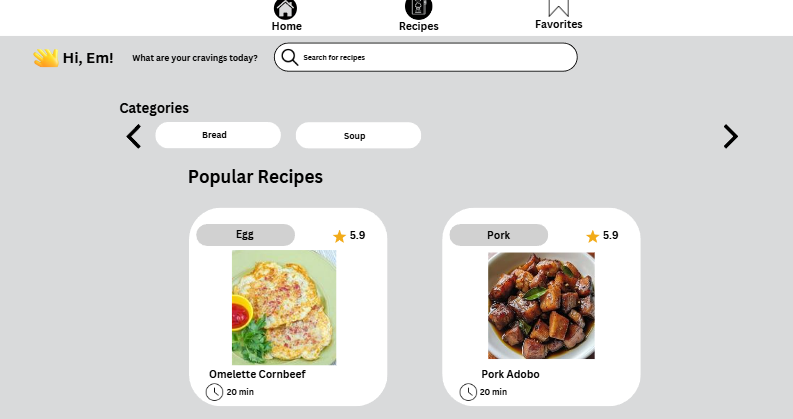 Home
Recipes
Favorites
Hi, Em!
What are your cravings today?
Search for recipes
Categories
Bread
Soup
Popular Recipes
Egg
5.9
Pork
5.9
Omelette Cornbeef
20 min
Pork Adobo
20 min